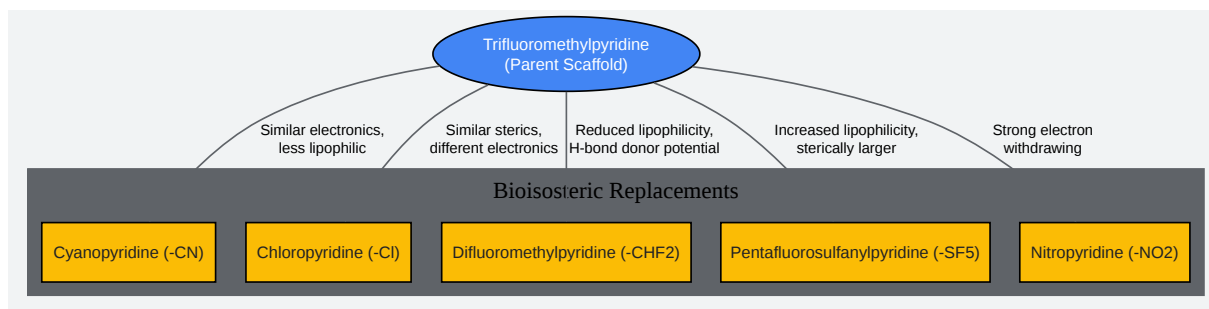 Trifluoromethylpyridine
(Parent Scaffold)
Similar electronics,
less lipophilic
Similar sterics,
different electronics
Reduced lipophilicity,
H-bond donor potential
Increased lipophilicity,
sterically larger
Strong electron
withdrawing
Bioisosteric Replacements
Cyanopyridine (-CN)
Chloropyridine (-Cl)
Difluoromethylpyridine (-CHF2)
Pentafluorosulfanylpyridine (-SF5)
Nitropyridine (-NO2)